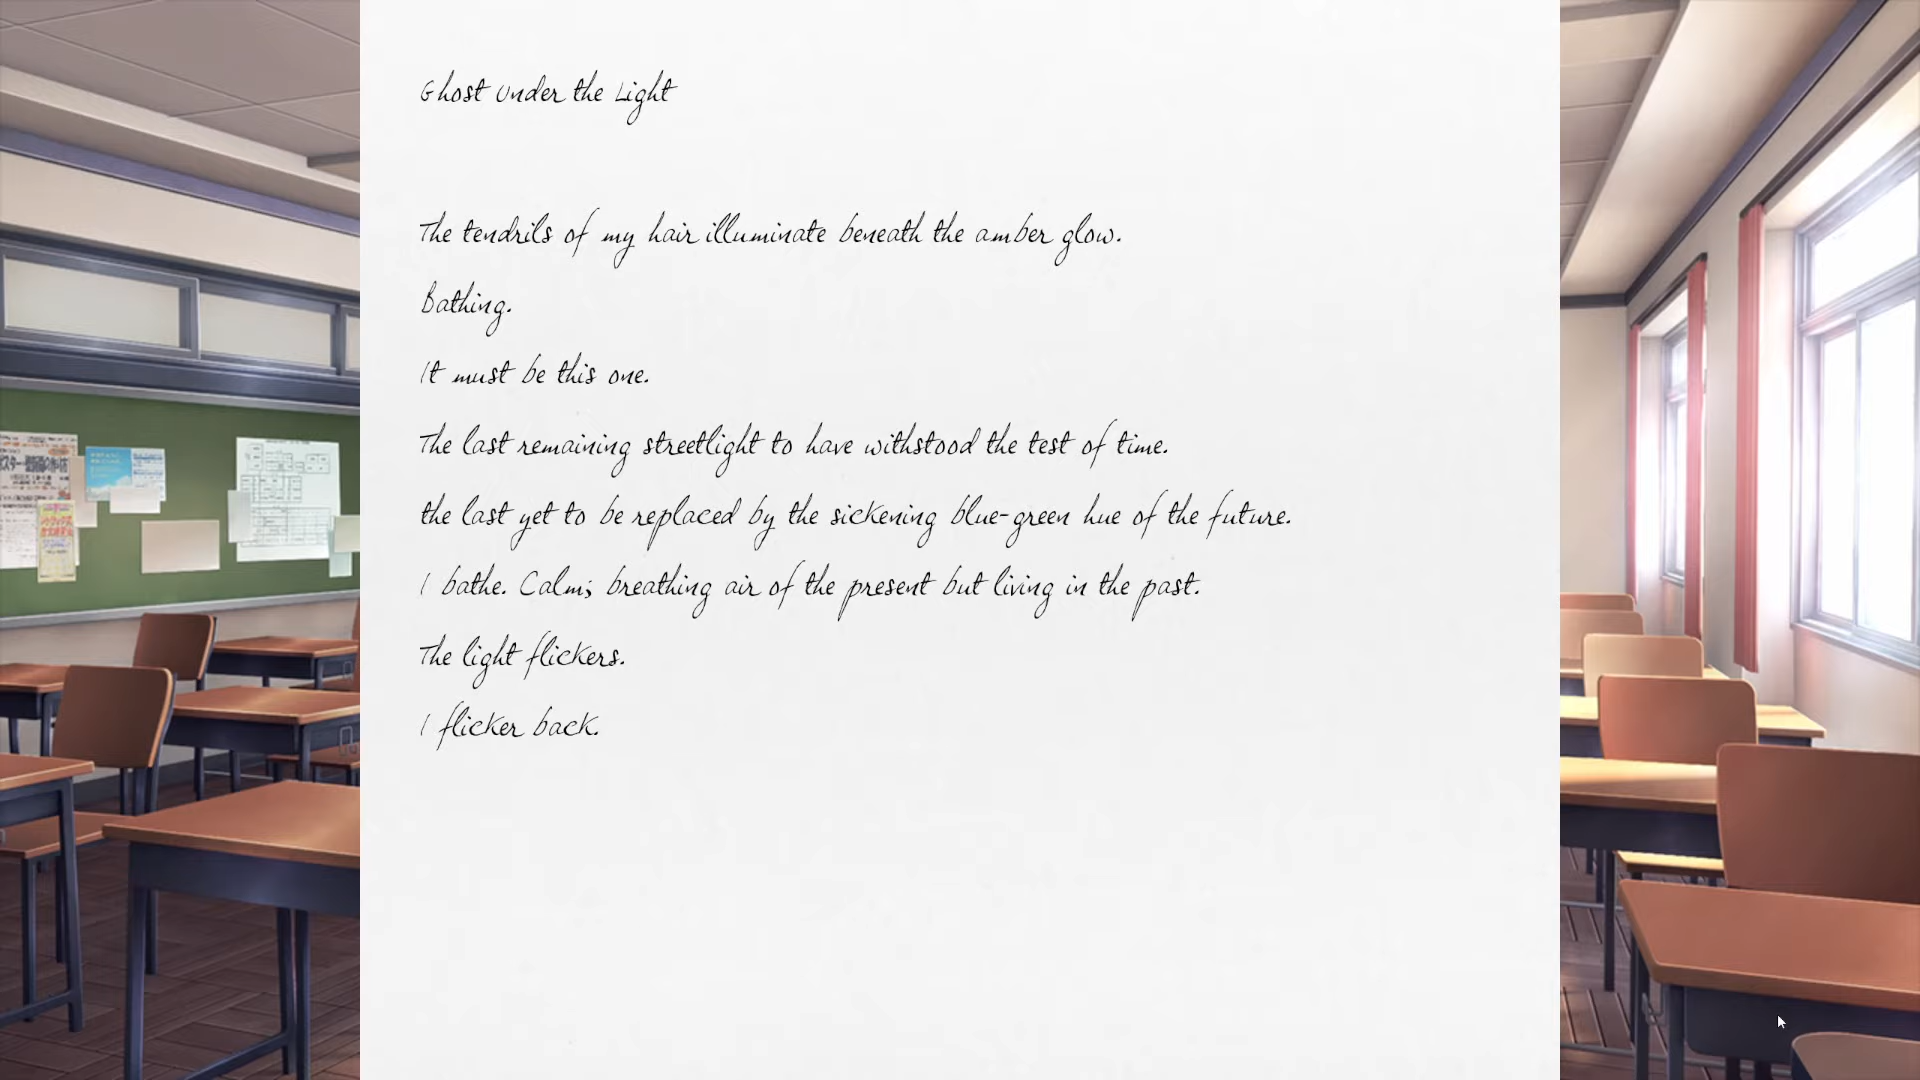 Ghost Under the Light
The tendrils of my hair illuminate beneath the amber glow.
Bathing.
It must be this one.
The last remaining streetlight to have withstood the test of time.
the last yet to be replaced by the sickening blue-green hue of the future.
I bathe. Calm; breathing air of the present but living in the past.
The light flickers.
I flicker back.